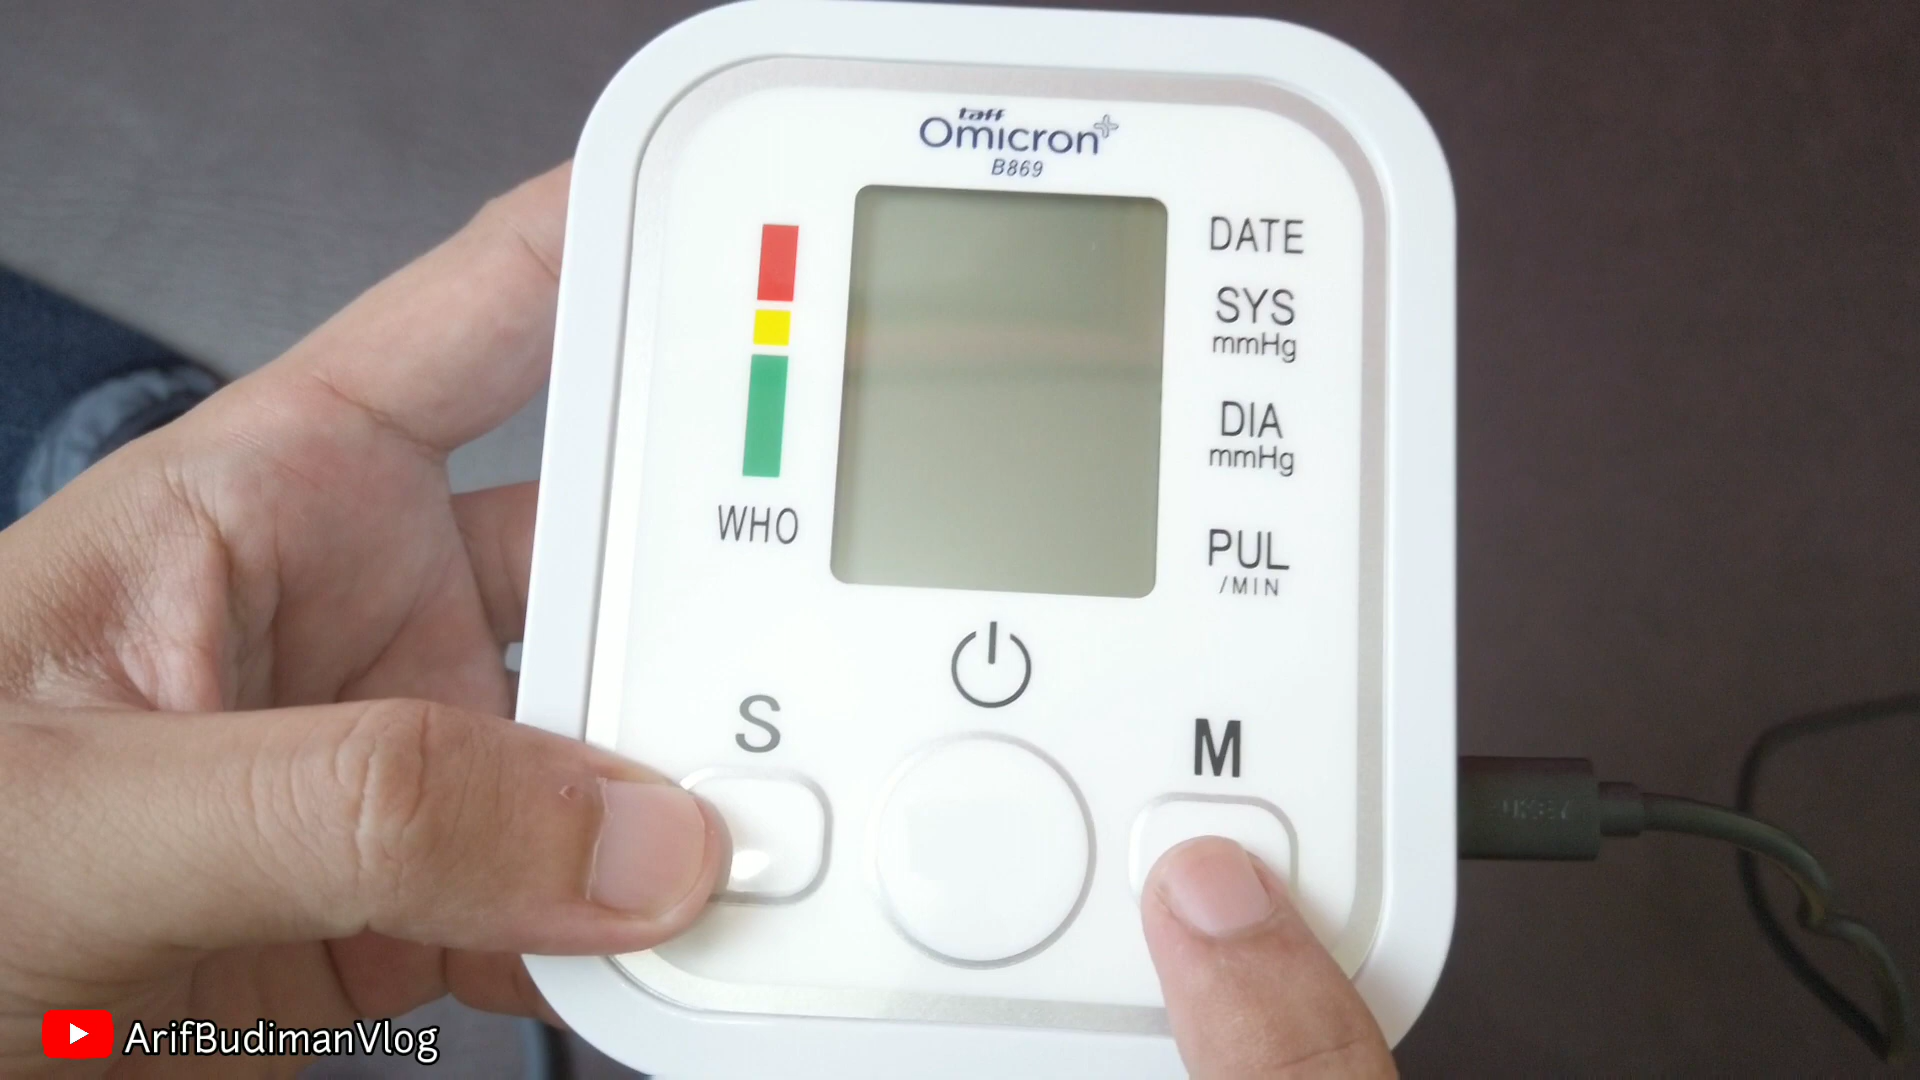 taff
Omicron
B869
DATE
SYS
mmHg
DIA
mmHg
PUL
/MIN
WHO
S
M
ArifBudimanVlog